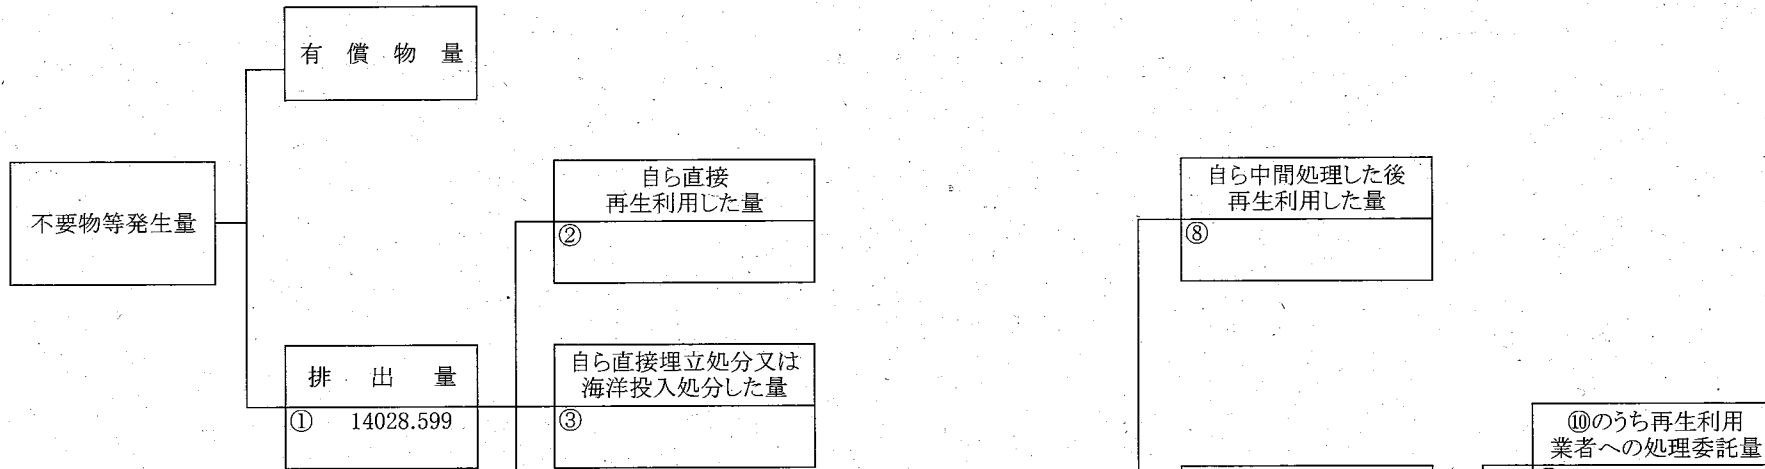 有償物量
不要物等発生量
自ら直接
再生利用した量
②
自ら中間処理した後
再生利用した量
⑧
排出量
① 14028.599
自ら直接埋立処分又は
海洋投入処分した量
③
⑩のうち再生利用
業者への処理委託量